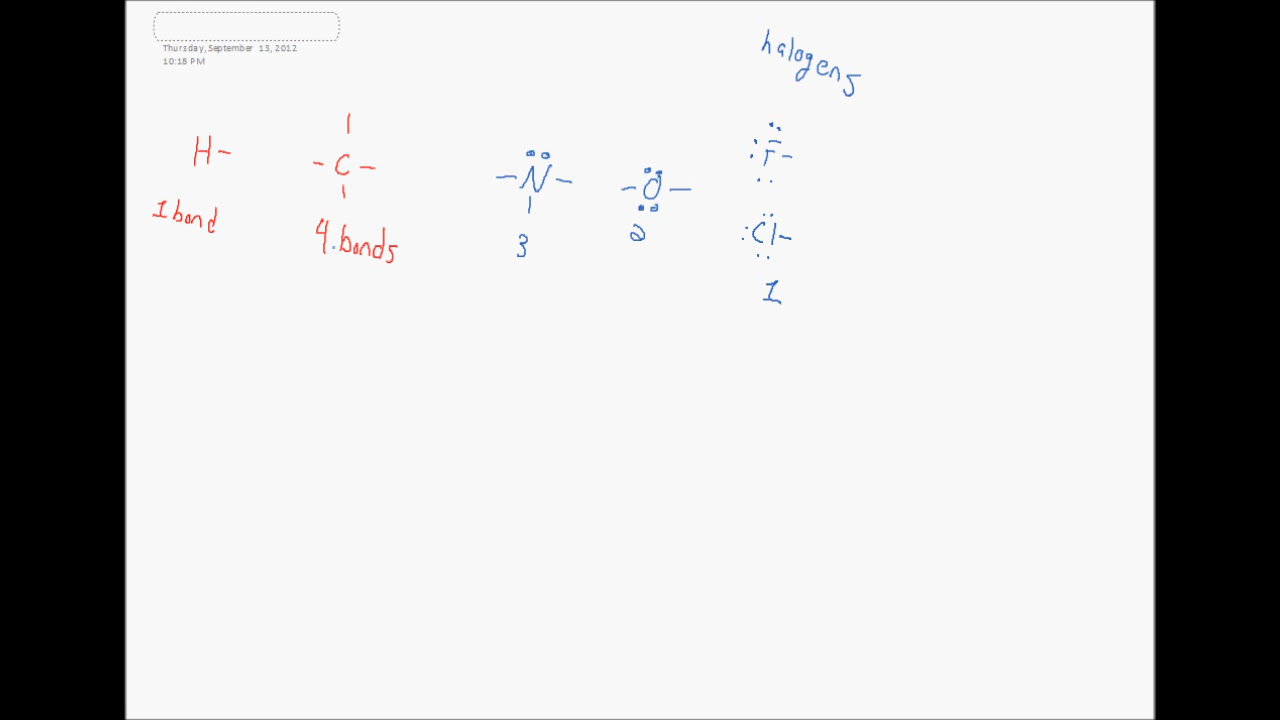 Thursday, September 13, 2012
10:18 PM
halogens
H-
-C-
-N-
-O-
:F-
:Cl-
1 bond
4 bonds
3
2
1